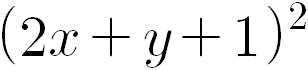 (2x + y + 1)²